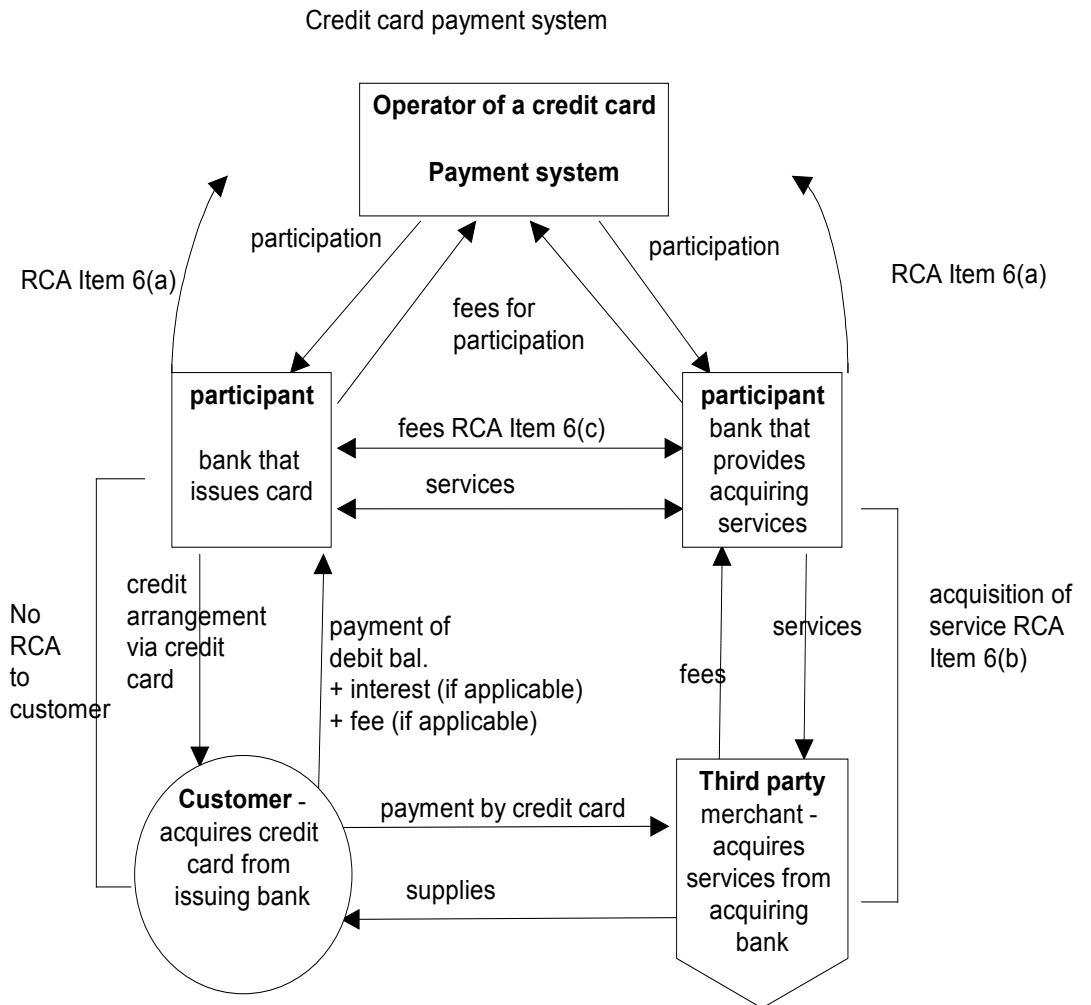 Credit card payment system
Operator of a credit card
Payment system
participation
participation
RCA Item 6(a)
RCA Item 6(a)
fees for
participation
participant
bank that
issues card
participant
bank that
provides
acquiring
services
fees RCA Item 6(c)
services
No
RCA
to
customer
credit
arrangement
via credit
card
payment of
debit bal.
+ interest (if applicable)
+ fee (if applicable)
fees
services
acquisition of
service RCA
Item 6(b)
Customer -
acquires credit
card from
issuing bank
payment by credit card
supplies
Third party
merchant -
acquires
services from
acquiring
bank